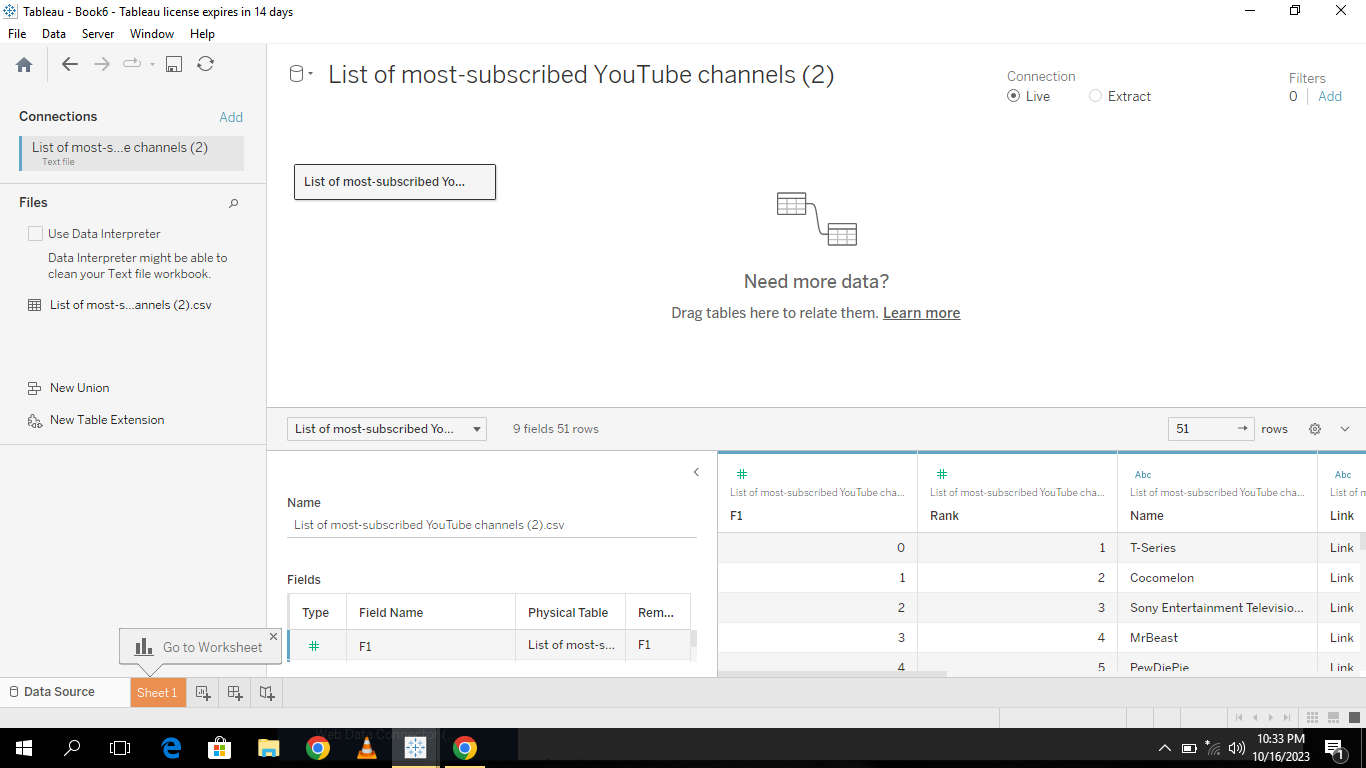 Tableau - Book6 - Tableau license expires in 14 days
File Data Server Window Help
Connections Add
List of most-s...e channels (2)
Text file
Files
Use Data Interpreter
Data Interpreter might be able to
clean your Text file workbook.
List of most-s...annels (2).csv
New Union
New Table Extension
List of most-subscribed YouTube channels (2)
Connection
Live Extract
Filters
0 Add
List of most-subscribed Yo...
Need more data?
Drag tables here to relate them. Learn more
List of most-subscribed Yo... 9 fields 51 rows 51 → rows
Name
List of most-subscribed YouTube channels (2).csv
Fields
Type Field Name Physical Table Rem...
# F1 List of most-s... F1
# # Abc Abc
List of most-subscribed YouTube cha... List of most-subscribed YouTube cha... List of most-subscribed YouTube cha... List of m
F1 Rank Name Link
0 1 T-Series Link
1 2 Cocomelon Link
2 3 Sony Entertainment Televisio... Link
3 4 MrBeast Link
4 5 PewDiePie Link
Go to Worksheet
Data Source Sheet 1
Web Data Connector (
10:33 PM
10/16/2023
1